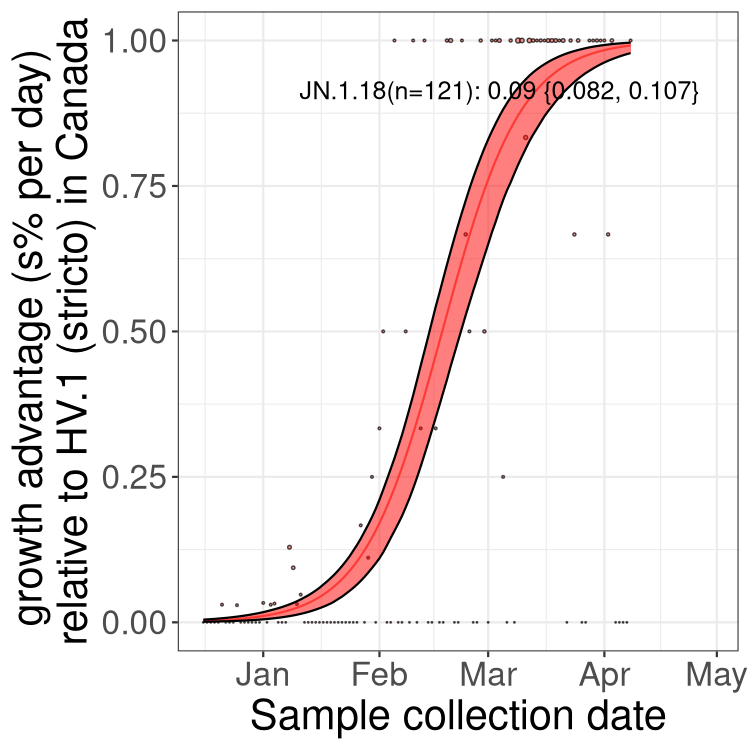 growth advantage (s% per day)
relative to HV.1 (stricto) in Canada
1.00
0.75
0.50
0.25
0.00
JN.1.18(n=121): 0.09 {0.082, 0.107}
Jan Feb Mar Apr May
Sample collection date